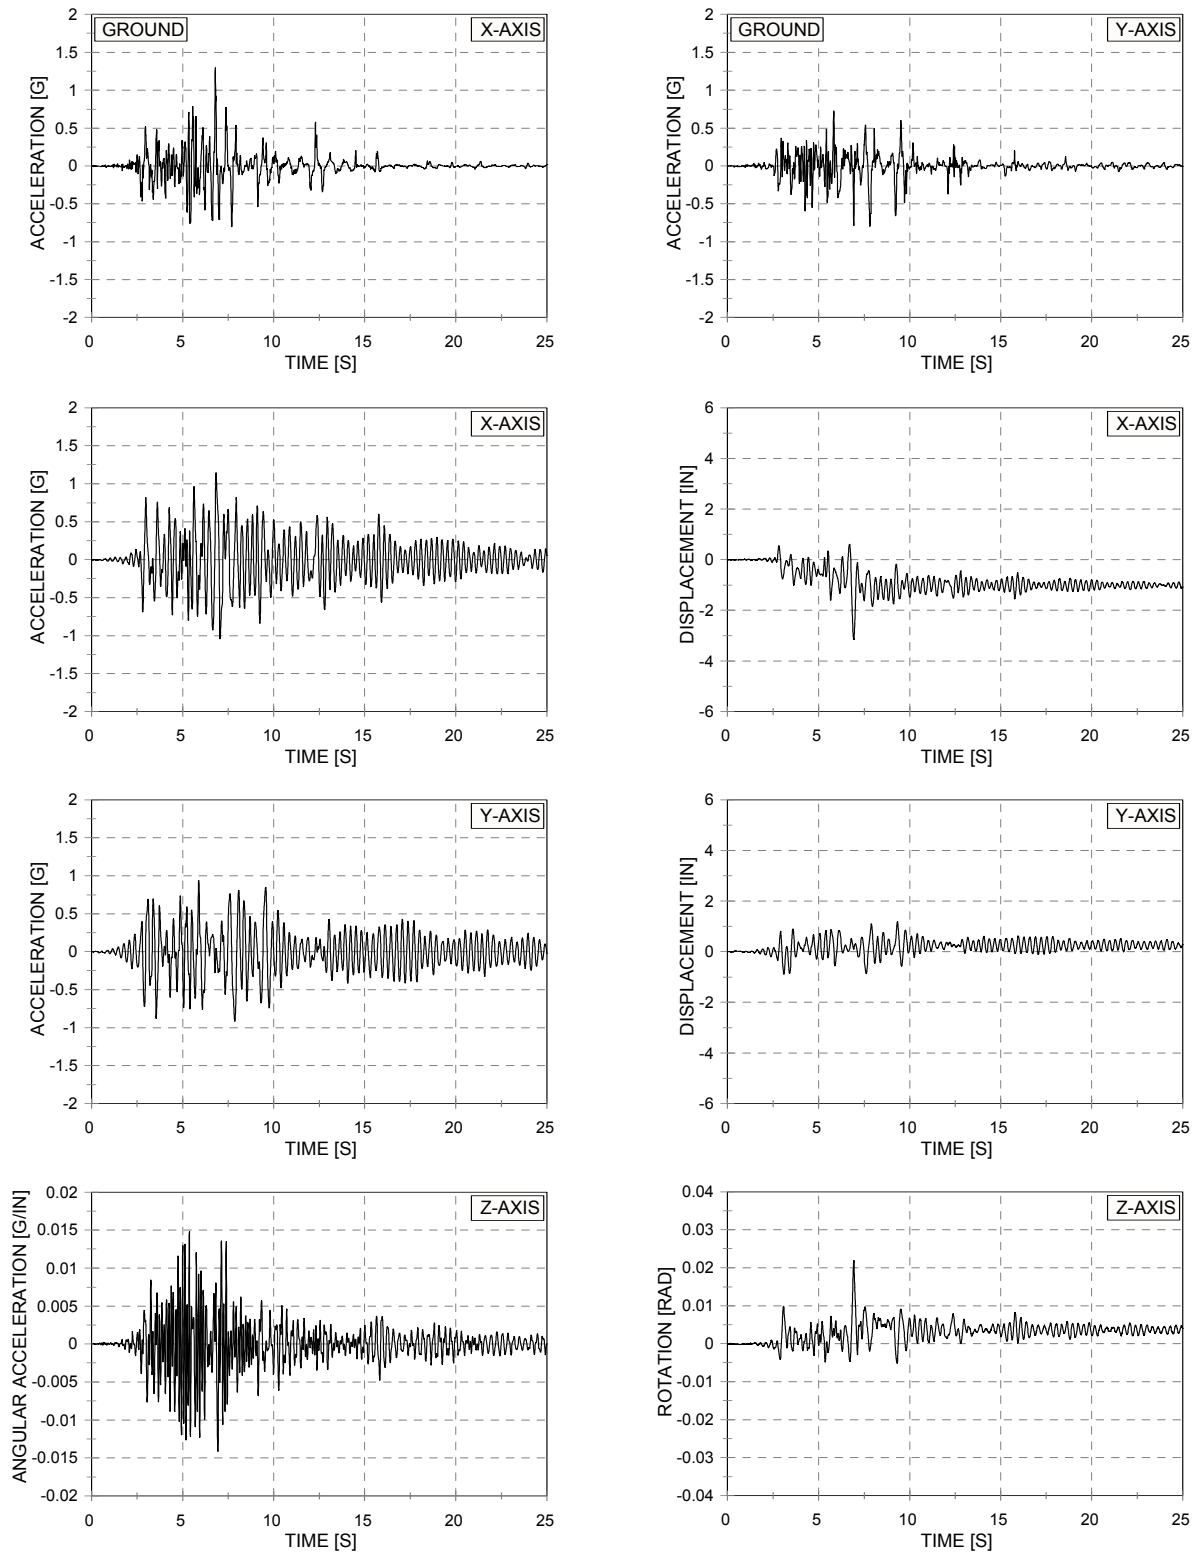 GROUND
X-AXIS
2
1.5
1
0.5
0
-0.5
-1
-1.5
-2
ACCELERATION [G]
0 5 10 15 20 25
TIME [S]
GROUND
Y-AXIS
2
1.5
1
0.5
0
-0.5
-1
-1.5
-2
ACCELERATION [G]
0 5 10 15 20 25
TIME [S]
X-AXIS
2
1.5
1
0.5
0
-0.5
-1
-1.5
-2
ACCELERATION [G]
0 5 10 15 20 25
TIME [S]
X-AXIS
6
4
2
0
-2
-4
-6
DISPLACEMENT [IN]
0 5 10 15 20 25
TIME [S]
Y-AXIS
2
1.5
1
0.5
0
-0.5
-1
-1.5
-2
ACCELERATION [G]
0 5 10 15 20 25
TIME [S]
Y-AXIS
6
4
2
0
-2
-4
-6
DISPLACEMENT [IN]
0 5 10 15 20 25
TIME [S]
Z-AXIS
0.02
0.015
0.01
0.005
0
-0.005
-0.01
-0.015
-0.02
ANGULAR ACCELERATION [G/IN]
0 5 10 15 20 25
TIME [S]
Z-AXIS
0.04
0.03
0.02
0.01
0
-0.01
-0.02
-0.03
-0.04
ROTATION [RAD]
0 5 10 15 20 25
TIME [S]